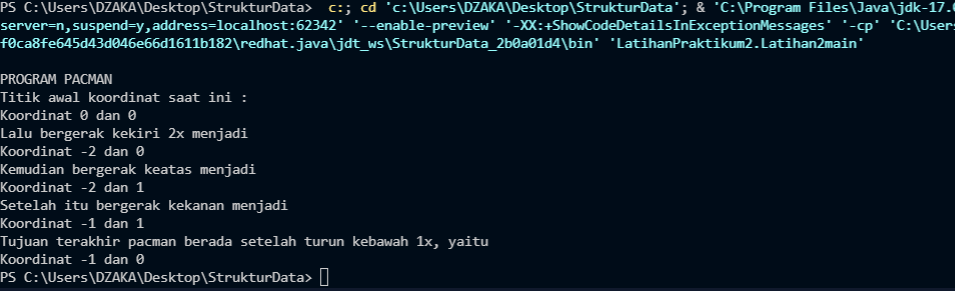 PS C:\Users\DZAKA\Desktop\StrukturData>  c:; cd 'c:\Users\DZAKA\Desktop\StrukturData'; & 'C:\Program Files\Java\jdk-17.0
server=n,suspend=y,address=localhost:62342' '--enable-preview' '-XX:+ShowCodeDetailsInExceptionMessages' '-cp' 'C:\Users
f0ca8fe645d43d046e66d1611b182\redhat.java\jdt_ws\StrukturData_2b0a01d4\bin' 'LatihanPraktikum2.Latihan2main'
PROGRAM PACMAN
Titik awal koordinat saat ini :
Koordinat 0 dan 0
Lalu bergerak kekiri 2x menjadi
Koordinat -2 dan 0
Kemudian bergerak keatas menjadi
Koordinat -2 dan 1
Setelah itu bergerak kekanan menjadi
Koordinat -1 dan 1
Tujuan terakhir pacman berada setelah turun kebawah 1x, yaitu
Koordinat -1 dan 0
PS C:\Users\DZAKA\Desktop\StrukturData>